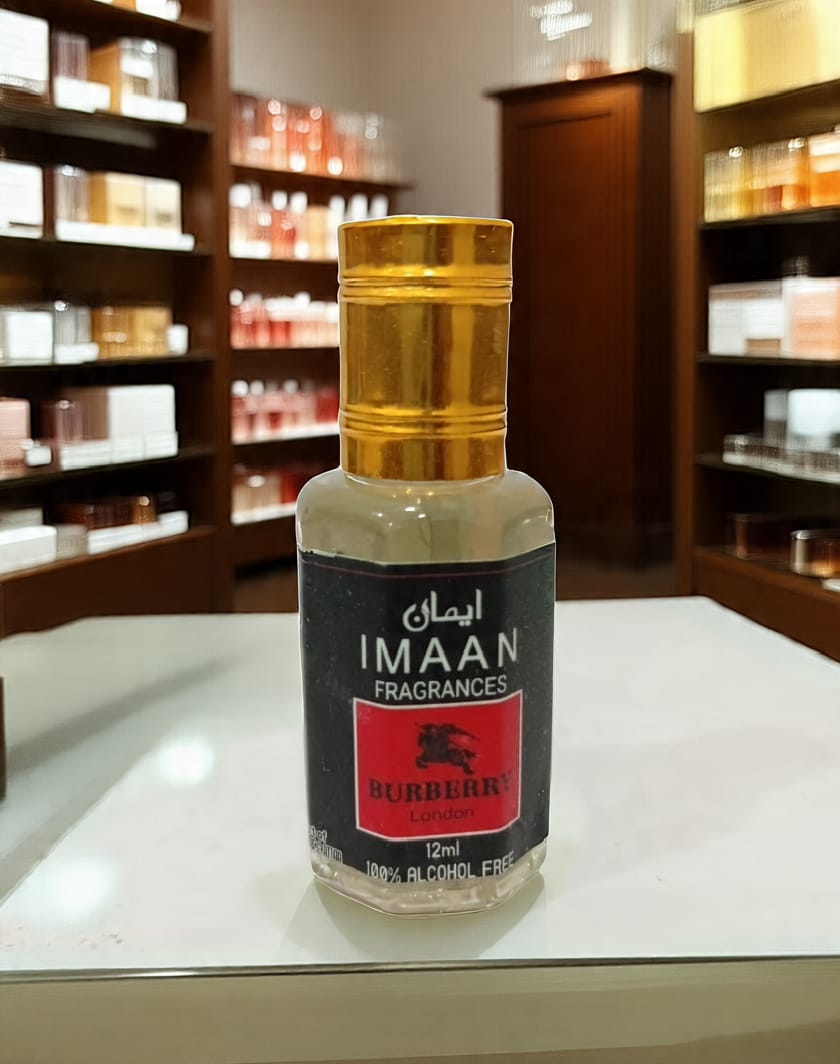 ايمان
IMAAN
FRAGRANCES
BURBERRY
London
12ml
100% ALCOHOL FREE